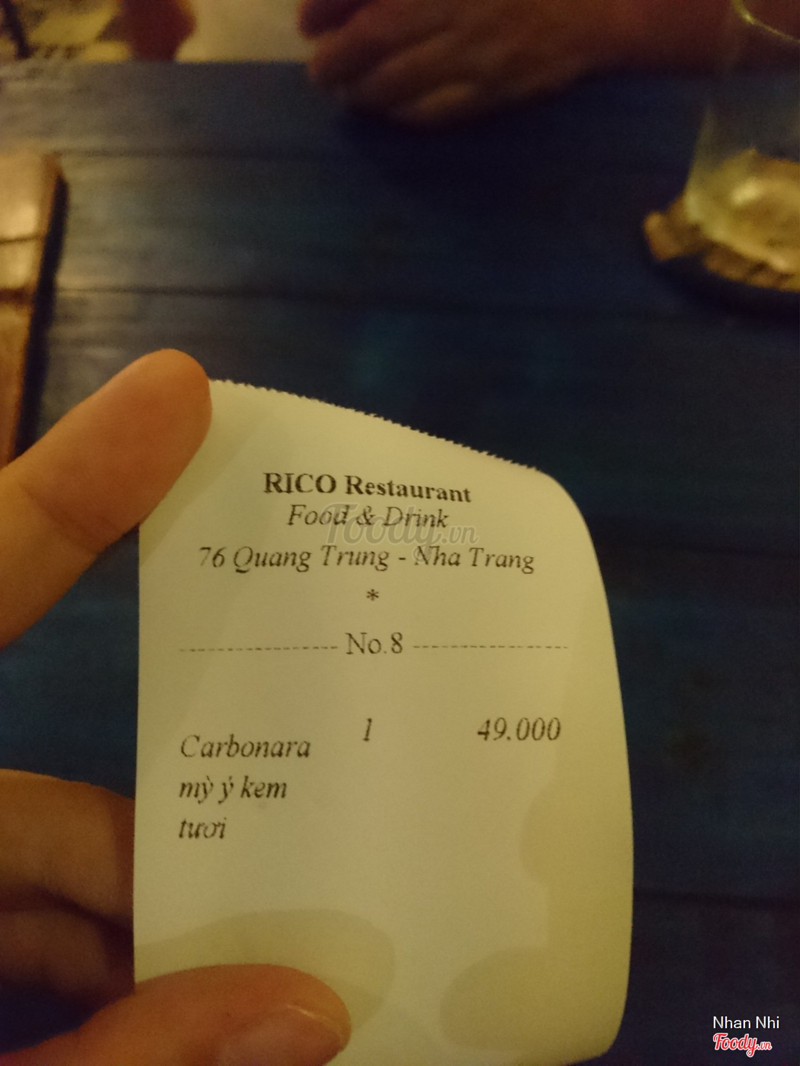 RICO Restaurant
Food & Drink
Foody.vn
76 Quang Trung - Nha Trang
*
No.8
Carbonara 1 49.000
mỳ ý kem
tươi
Nhan Nhi
Foody.vn